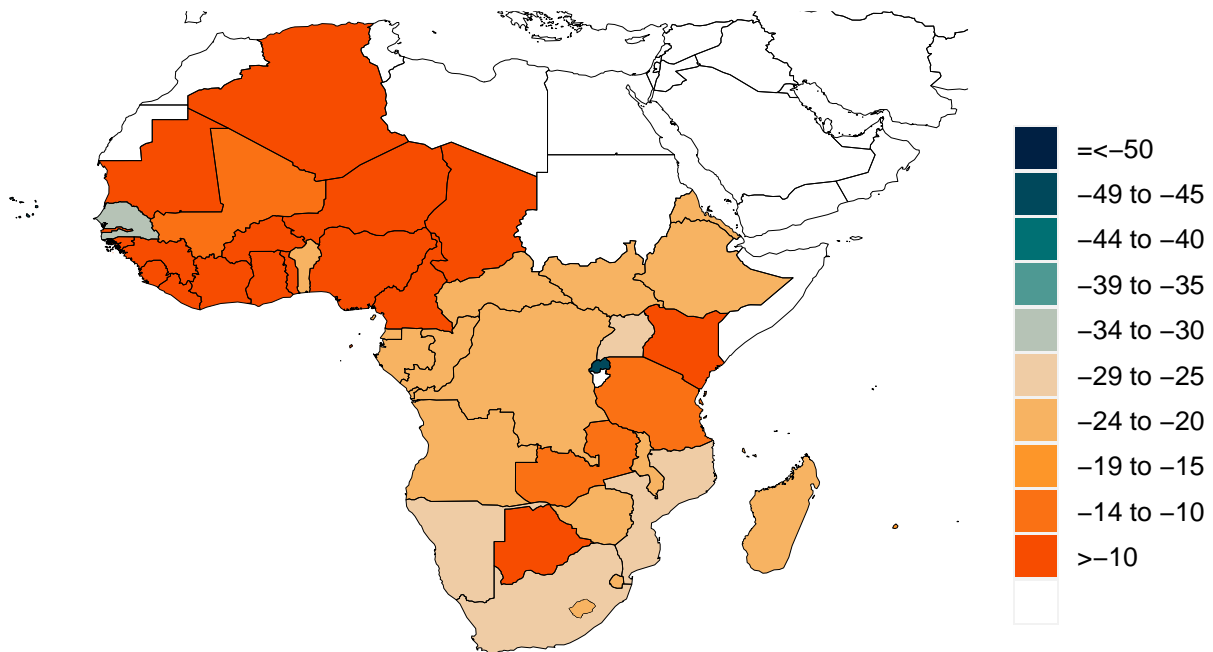 =<−50
−49 to −45
−44 to −40
−39 to −35
−34 to −30
−29 to −25
−24 to −20
−19 to −15
−14 to −10
>−10